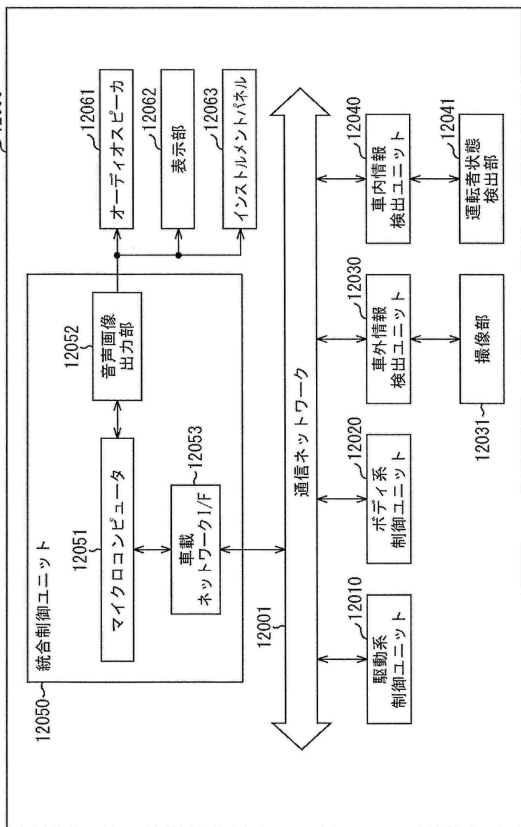 12050
統合制御ユニット
12051
マイクロコンピュータ
12052
音声画像
出力部
12053
車載
ネットワークI/F
12061
オーディオスピーカ
12062
表示部
12063
インストルメントパネル
12001
通信ネットワーク
12010
駆動系
制御ユニット
12020
ボディ系
制御ユニット
12030
車外情報
検出ユニット
12031
撮像部
12040
車内情報
検出ユニット
12041
運転者状態
検出部